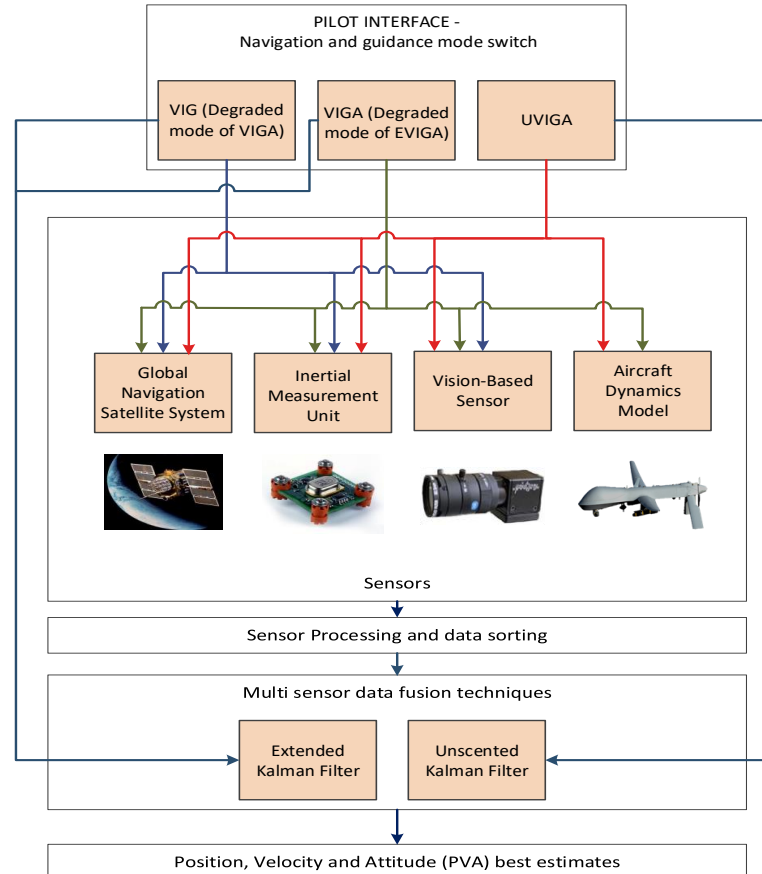 PILOT INTERFACE -
Navigation and guidance mode switch
VIG (Degraded
mode of VIGA)
VIGA (Degraded
mode of EVIGA)
UVIGA
Global
Navigation
Satellite System
Inertial
Measurement
Unit
Vision-Based
Sensor
Aircraft
Dynamics
Model
Sensors
Sensor Processing and data sorting
Multi sensor data fusion techniques
Extended
Kalman Filter
Unscented
Kalman Filter
Position, Velocity and Attitude (PVA) best estimates